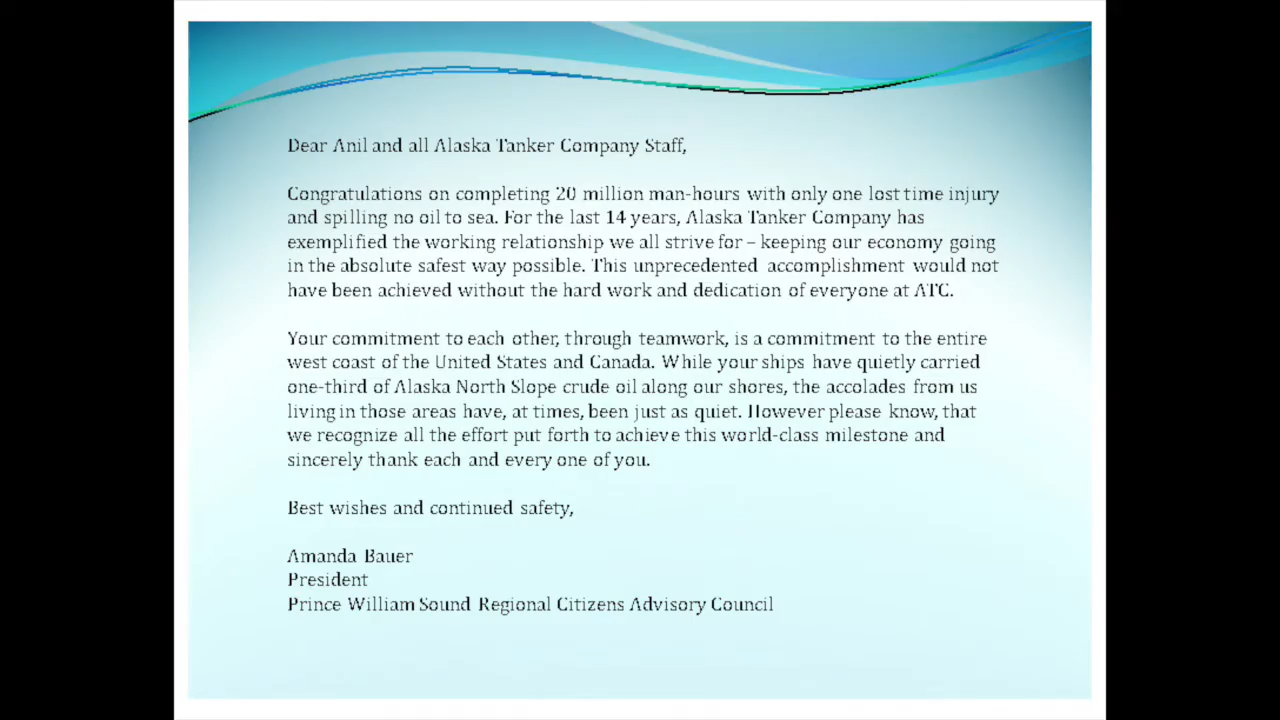 Dear Anil and all Alaska Tanker Company Staff,
Congratulations on completing 20 million man-hours with only one lost time injury
and spilling no oil to sea. For the last 14 years, Alaska Tanker Company has
exemplified the working relationship we all strive for – keeping our economy going
in the absolute safest way possible. This unprecedented accomplishment would not
have been achieved without the hard work and dedication of everyone at ATC.
Your commitment to each other, through teamwork, is a commitment to the entire
west coast of the United States and Canada. While your ships have quietly carried
one-third of Alaska North Slope crude oil along our shores, the accolades from us
living in those areas have, at times, been just as quiet. However please know, that
we recognize all the effort put forth to achieve this world-class milestone and
sincerely thank each and every one of you.
Best wishes and continued safety,
Amanda Bauer
President
Prince William Sound Regional Citizens Advisory Council